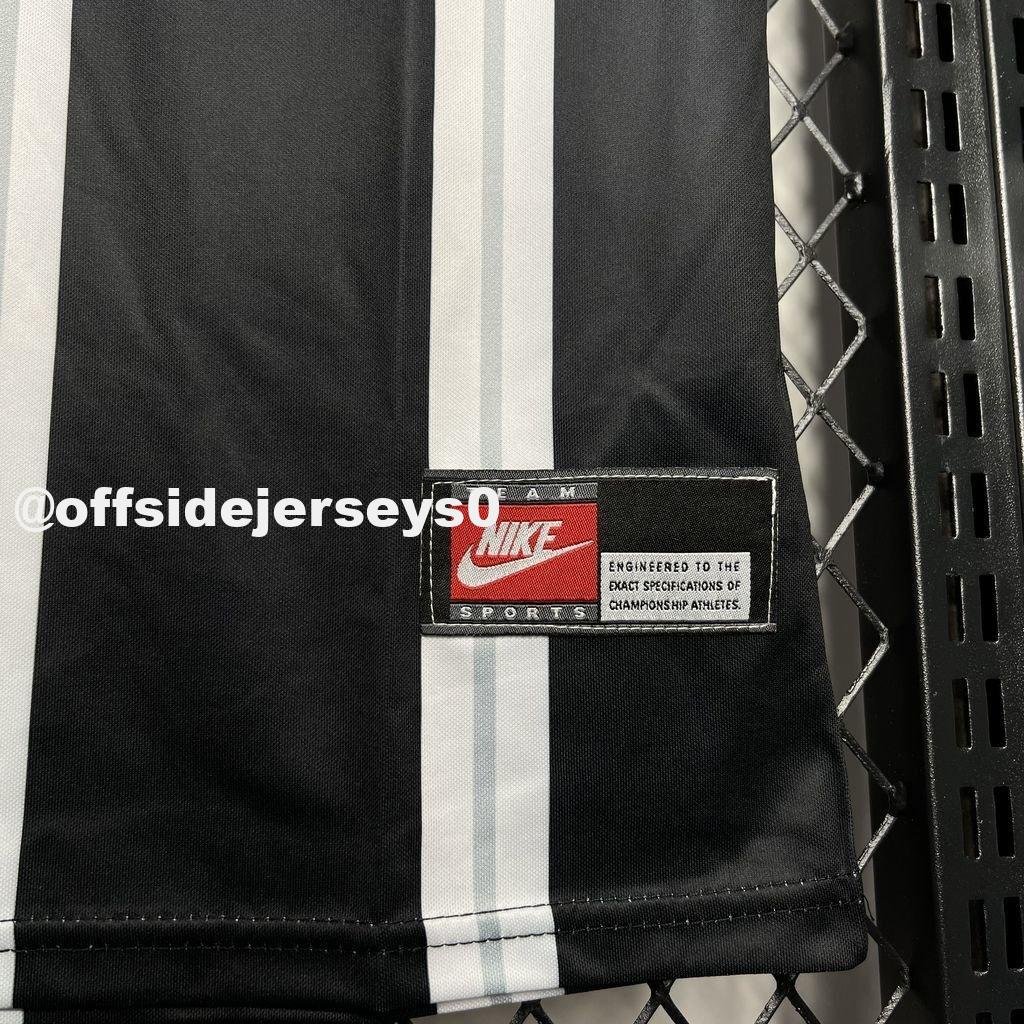 @offsidejerseys0
TEAM
NIKE
SPORTS
ENGINEERED TO THE
EXACT SPECIFICATIONS OF
CHAMPIONSHIP ATHLETES.